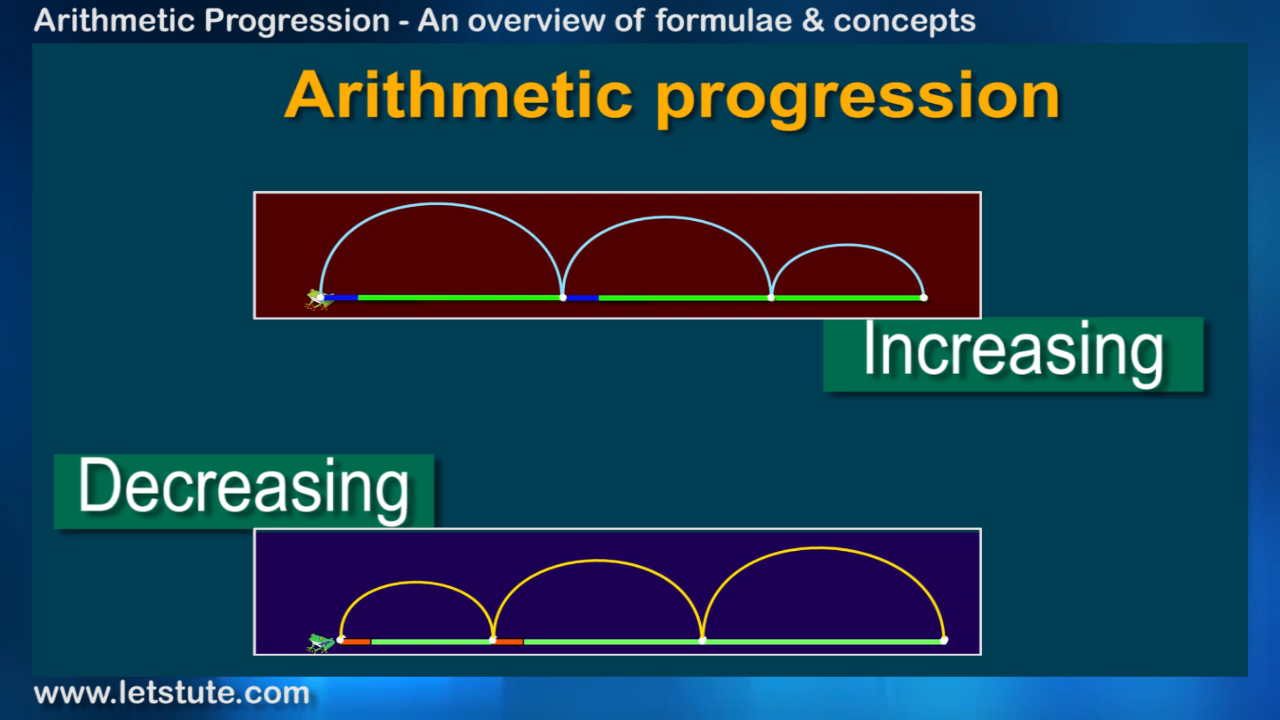 Arithmetic Progression - An overview of formulae & concepts
Arithmetic progression
Increasing
Decreasing
www.letstute.com